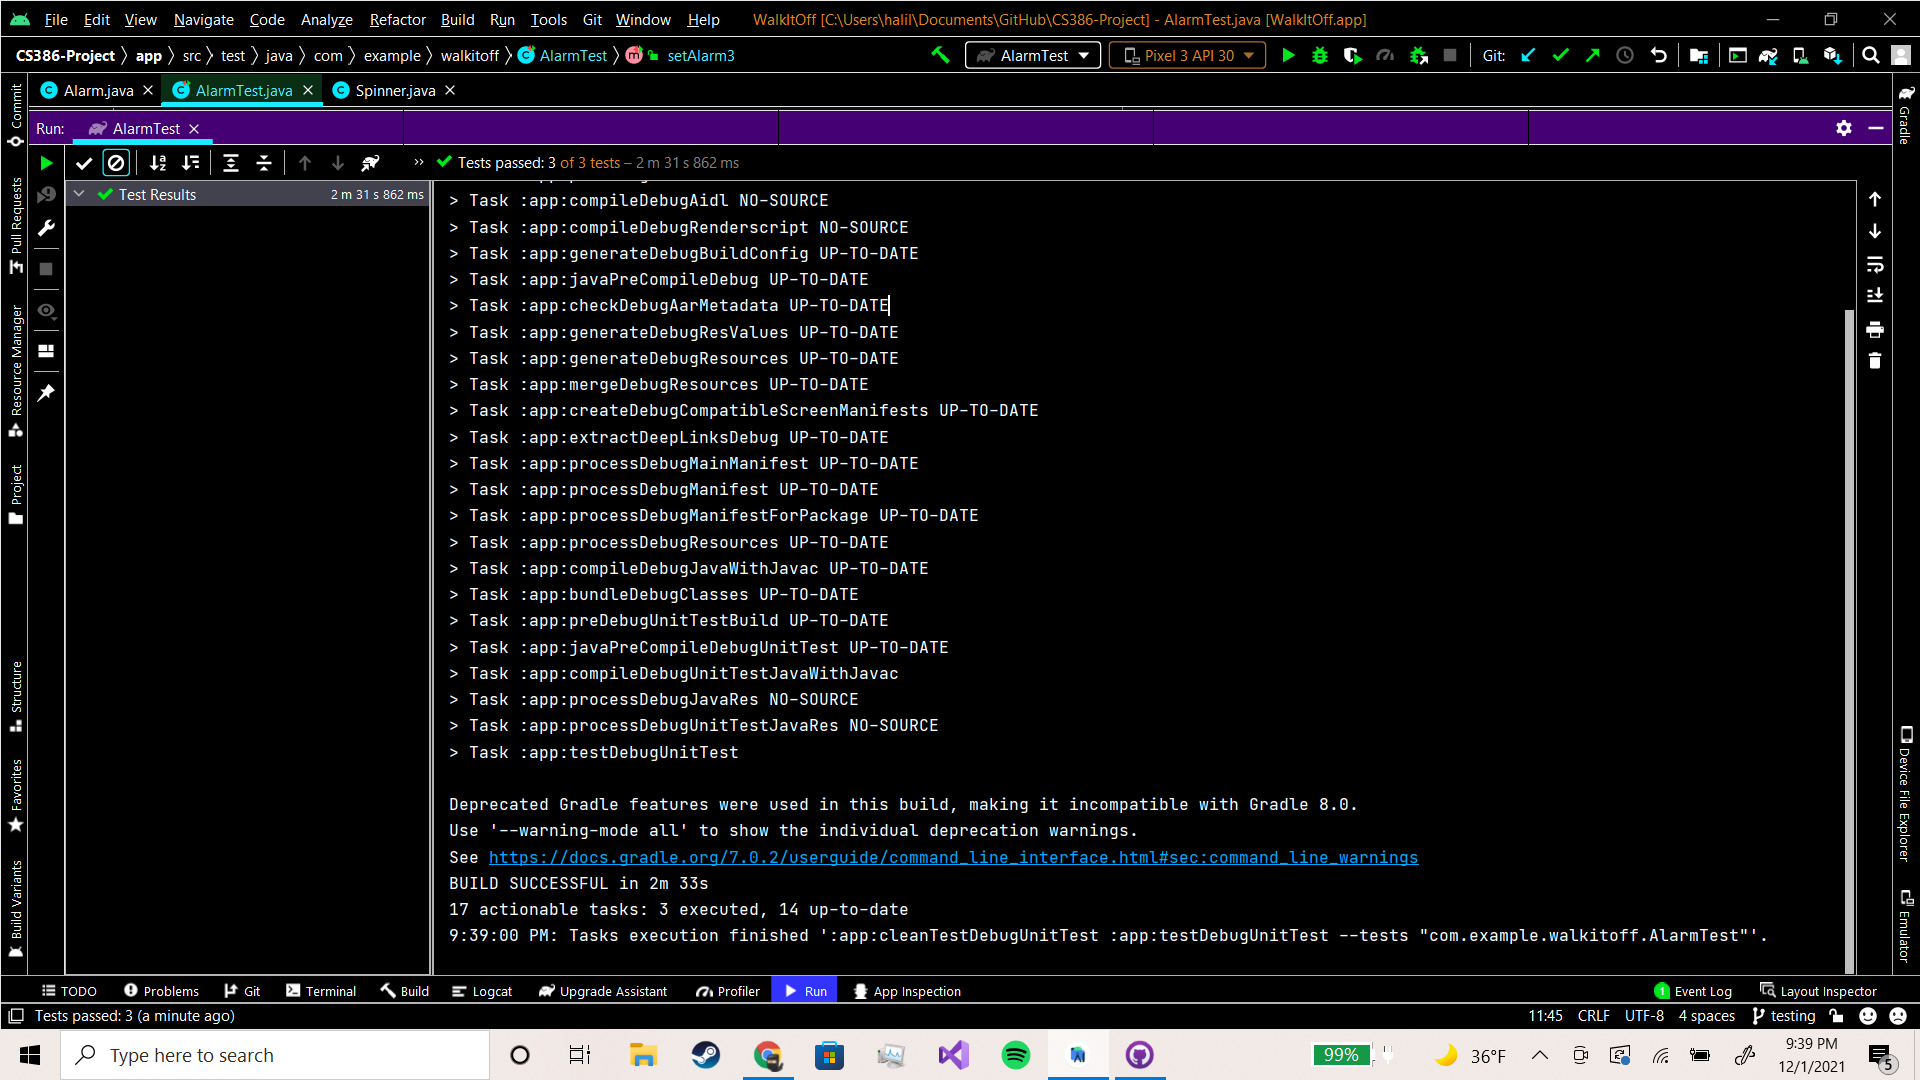 File Edit View Navigate Code Analyze Refactor Build Run Tools Git Window Help WalkItOff [C:\Users\halil\Documents\GitHub\CS386-Project] - AlarmTest.java [WalkItOff.app]
CS386-Project 〉 app 〉 src 〉 test 〉 java 〉 com 〉 example 〉 walkitoff 〉 AlarmTest 〉 setAlarm3 AlarmTest Pixel 3 API 30 Git:
Alarm.java AlarmTest.java Spinner.java
Run: AlarmTest
» Tests passed: 3 of 3 tests – 2 m 31 s 862 ms
Test Results 2 m 31 s 862 ms
> Task :app:compileDebugAidl NO-SOURCE
> Task :app:compileDebugRenderscript NO-SOURCE
> Task :app:generateDebugBuildConfig UP-TO-DATE
> Task :app:javaPreCompileDebug UP-TO-DATE
> Task :app:checkDebugAarMetadata UP-TO-DATE
> Task :app:generateDebugResValues UP-TO-DATE
> Task :app:generateDebugResources UP-TO-DATE
> Task :app:mergeDebugResources UP-TO-DATE
> Task :app:createDebugCompatibleScreenManifests UP-TO-DATE
> Task :app:extractDeepLinksDebug UP-TO-DATE
> Task :app:processDebugMainManifest UP-TO-DATE
> Task :app:processDebugManifest UP-TO-DATE
> Task :app:processDebugManifestForPackage UP-TO-DATE
> Task :app:processDebugResources UP-TO-DATE
> Task :app:compileDebugJavaWithJavac UP-TO-DATE
> Task :app:bundleDebugClasses UP-TO-DATE
> Task :app:preDebugUnitTestBuild UP-TO-DATE
> Task :app:javaPreCompileDebugUnitTest UP-TO-DATE
> Task :app:compileDebugUnitTestJavaWithJavac
> Task :app:processDebugJavaRes NO-SOURCE
> Task :app:processDebugUnitTestJavaRes NO-SOURCE
> Task :app:testDebugUnitTest
Deprecated Gradle features were used in this build, making it incompatible with Gradle 8.0.
Use '--warning-mode all' to show the individual deprecation warnings.
See https://docs.gradle.org/7.0.2/userguide/command_line_interface.html#sec:command_line_warnings
BUILD SUCCESSFUL in 2m 33s
17 actionable tasks: 3 executed, 14 up-to-date
9:39:00 PM: Tasks execution finished ':app:cleanTestDebugUnitTest :app:testDebugUnitTest --tests "com.example.walkitoff.AlarmTest"'.
Commit
Pull Requests
Resource Manager
Project
Structure
Favorites
Build Variants
Gradle
Device File Explorer
Emulator
TODO Problems Git Terminal Build Logcat Upgrade Assistant Profiler Run App Inspection 1 Event Log Layout Inspector
Tests passed: 3 (a minute ago) 11:45 CRLF UTF-8 4 spaces testing
Type here to search 99% 36°F 9:39 PM
12/1/2021 5